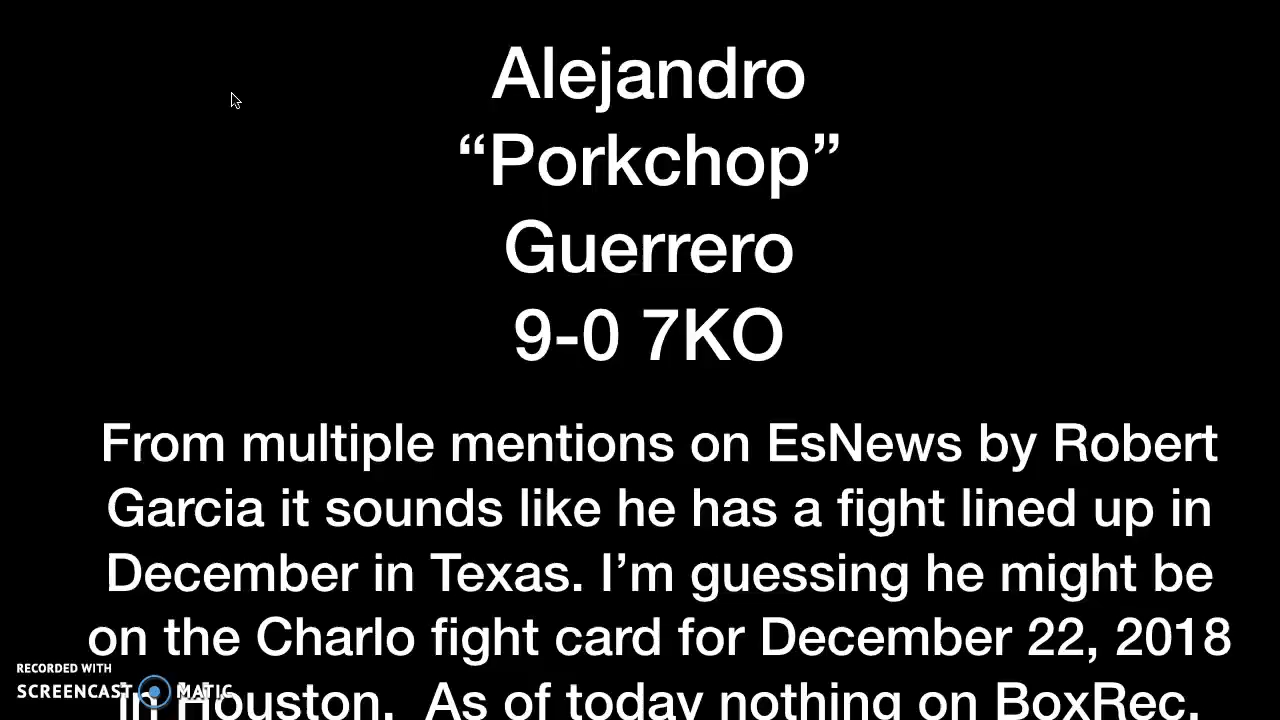 Alejandro
“Porkchop”
Guerrero
9-0 7KO
From multiple mentions on EsNews by Robert
Garcia it sounds like he has a fight lined up in
December in Texas. I’m guessing he might be
on the Charlo fight card for December 22, 2018
in Houston.  As of today nothing on BoxRec.
RECORDED WITH
SCREENCAST MATIC